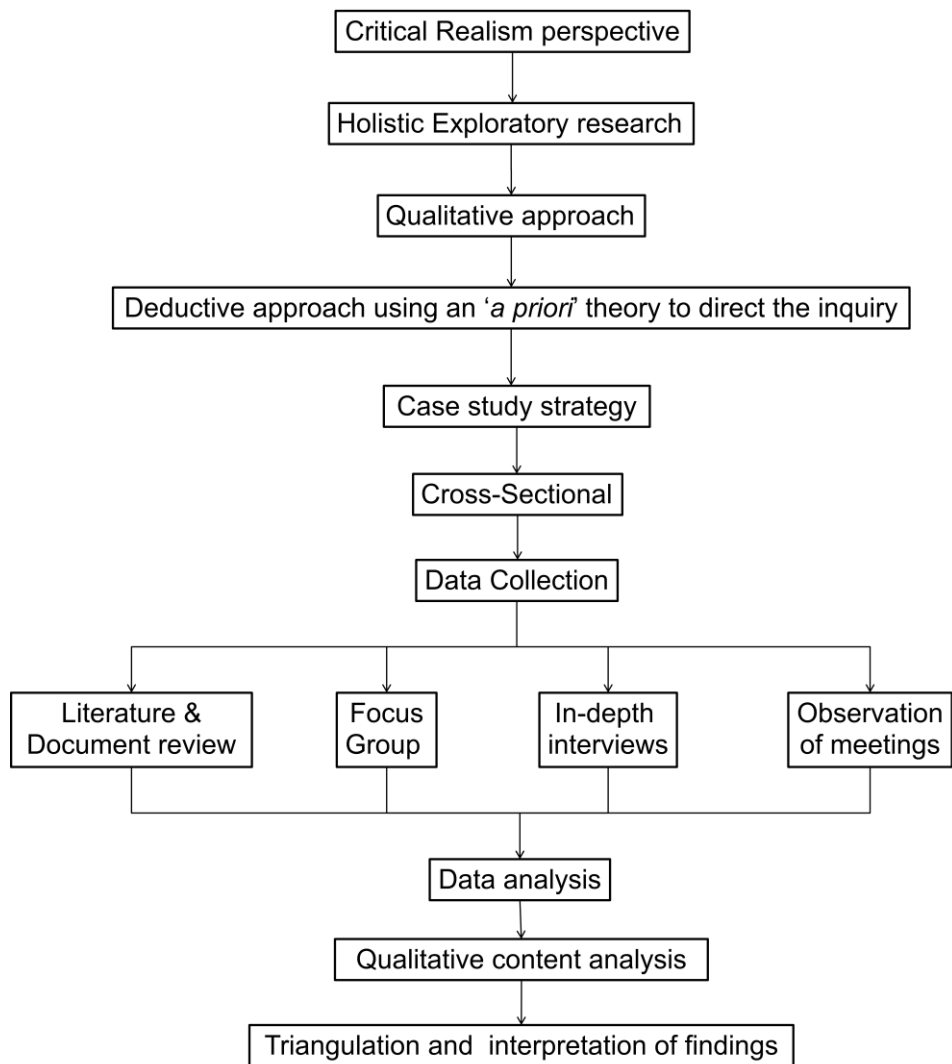 Critical Realism perspective
Holistic Exploratory research
Qualitative approach
Deductive approach using an ‘a priori’ theory to direct the inquiry
Case study strategy
Cross-Sectional
Data Collection
Literature &
Document review
Focus
Group
In-depth
interviews
Observation
of meetings
Data analysis
Qualitative content analysis
Triangulation and interpretation of findings